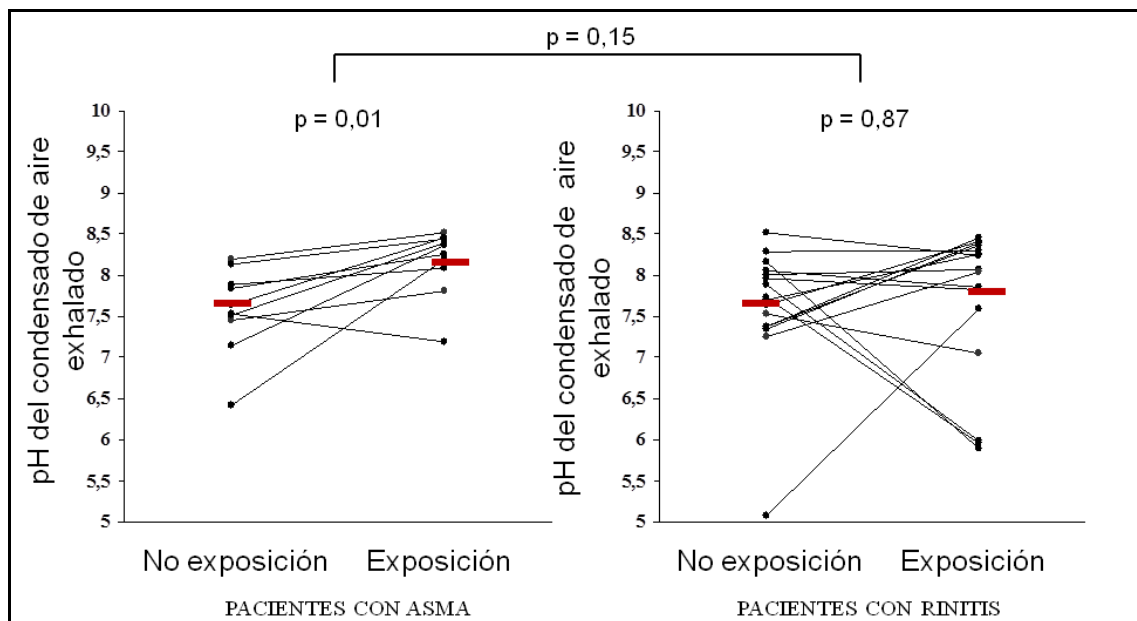 p = 0,15
p = 0,01
pH del condensado de aire
exhalado
10
9,5
9
8,5
8
7,5
7
6,5
6
5,5
5
No exposición
Exposición
PACIENTES CON ASMA
p = 0,87
pH del condensado de aire
exhalado
10
9,5
9
8,5
8
7,5
7
6,5
6
5,5
5
No exposición
Exposición
PACIENTES CON RINITIS